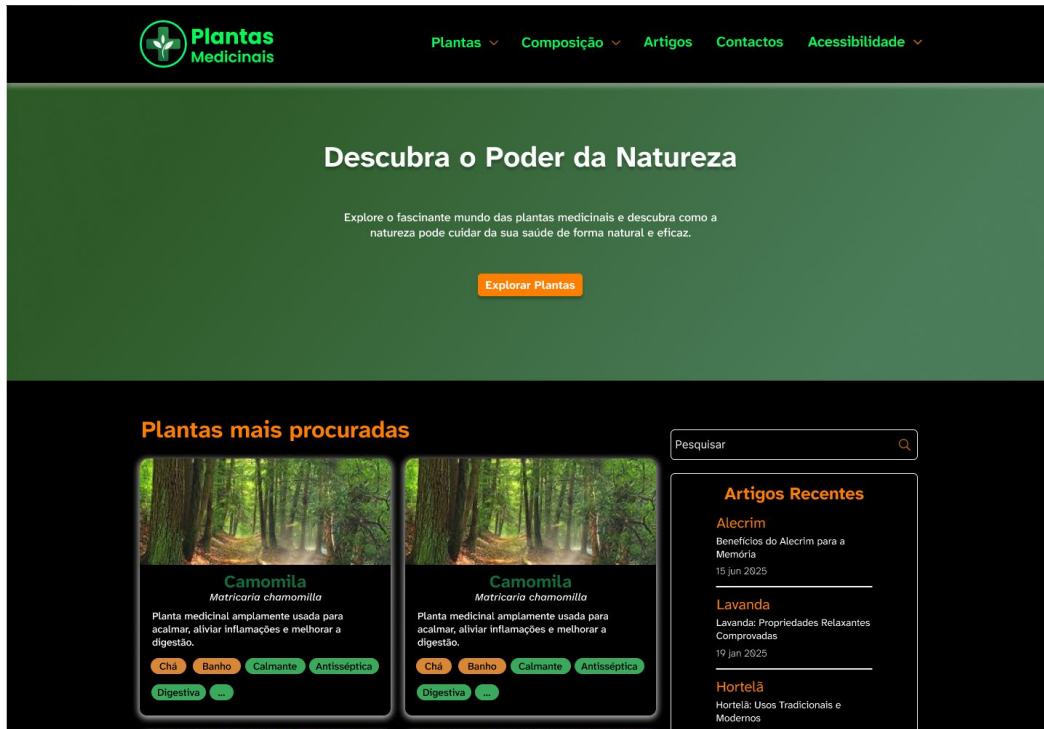 Plantas
Medicinais
Plantas
Composição
Artigos
Contactos
Acessibilidade
Descubra o Poder da Natureza
Explore o fascinante mundo das plantas medicinais e descubra como a
natureza pode cuidar da sua saúde de forma natural e eficaz.
Explorar Plantas
Plantas mais procuradas
Camomila
Matricaria chamomilla
Planta medicinal amplamente usada para
acalmar, aliviar inflamações e melhorar a
digestão.
Chá
Banho
Calmante
Antisséptica
Digestiva
...
Camomila
Matricaria chamomilla
Planta medicinal amplamente usada para
acalmar, aliviar inflamações e melhorar a
digestão.
Chá
Banho
Calmante
Antisséptica
Digestiva
...
Pesquisar
Artigos Recentes
Alecrim
Benefícios do Alecrim para a
Memória
15 jun 2025
Lavanda
Lavanda: Propriedades Relaxantes
Comprovadas
19 jan 2025
Hortelã
Hortelã: Usos Tradicionais e
Modernos